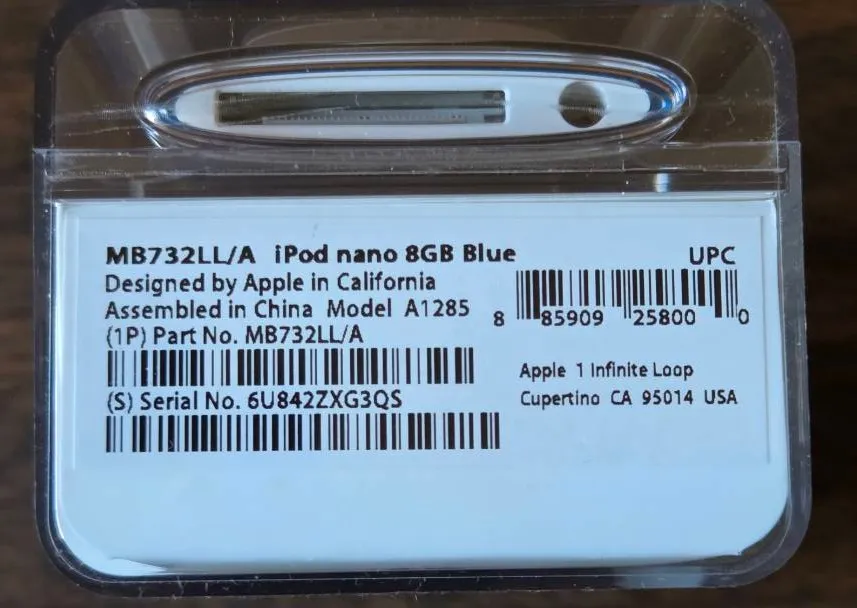 MB732LL/A iPod nano 8GB Blue
Designed by Apple in California
Assembled in China Model A1285
(1P) Part No. MB732LL/A
(S) Serial No. 6U842ZXG3QS
UPC
8 85909 25800 0
Apple 1 Infinite Loop
Cupertino CA 95014 USA